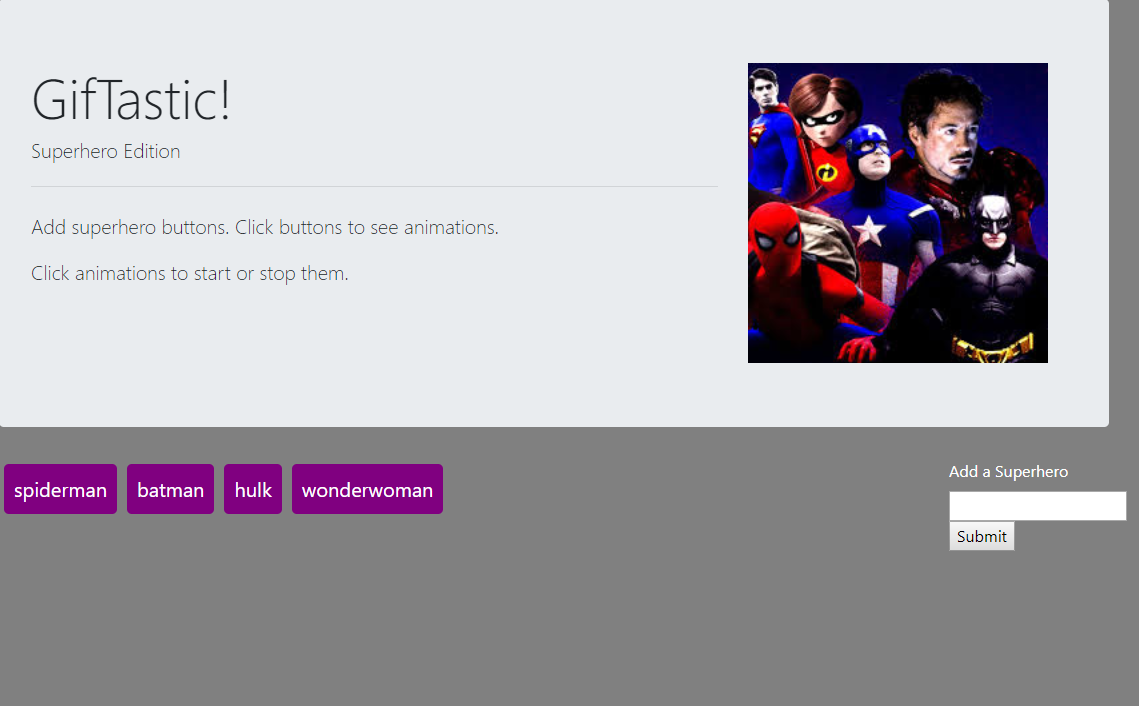 GifTastic!
Superhero Edition
Add superhero buttons. Click buttons to see animations.
Click animations to start or stop them.
spiderman batman hulk wonderwoman
Add a Superhero
Submit